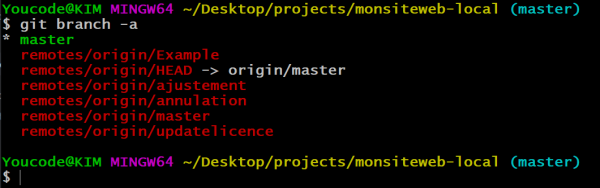 Youcode@KIM MINGW64 ~/Desktop/projects/monsiteweb-local (master)
$ git branch -a
* master
remotes/origin/Example
remotes/origin/HEAD -> origin/master
remotes/origin/ajustement
remotes/origin/annulation
remotes/origin/master
remotes/origin/updatelicence
Youcode@KIM MINGW64 ~/Desktop/projects/monsiteweb-local (master)
$